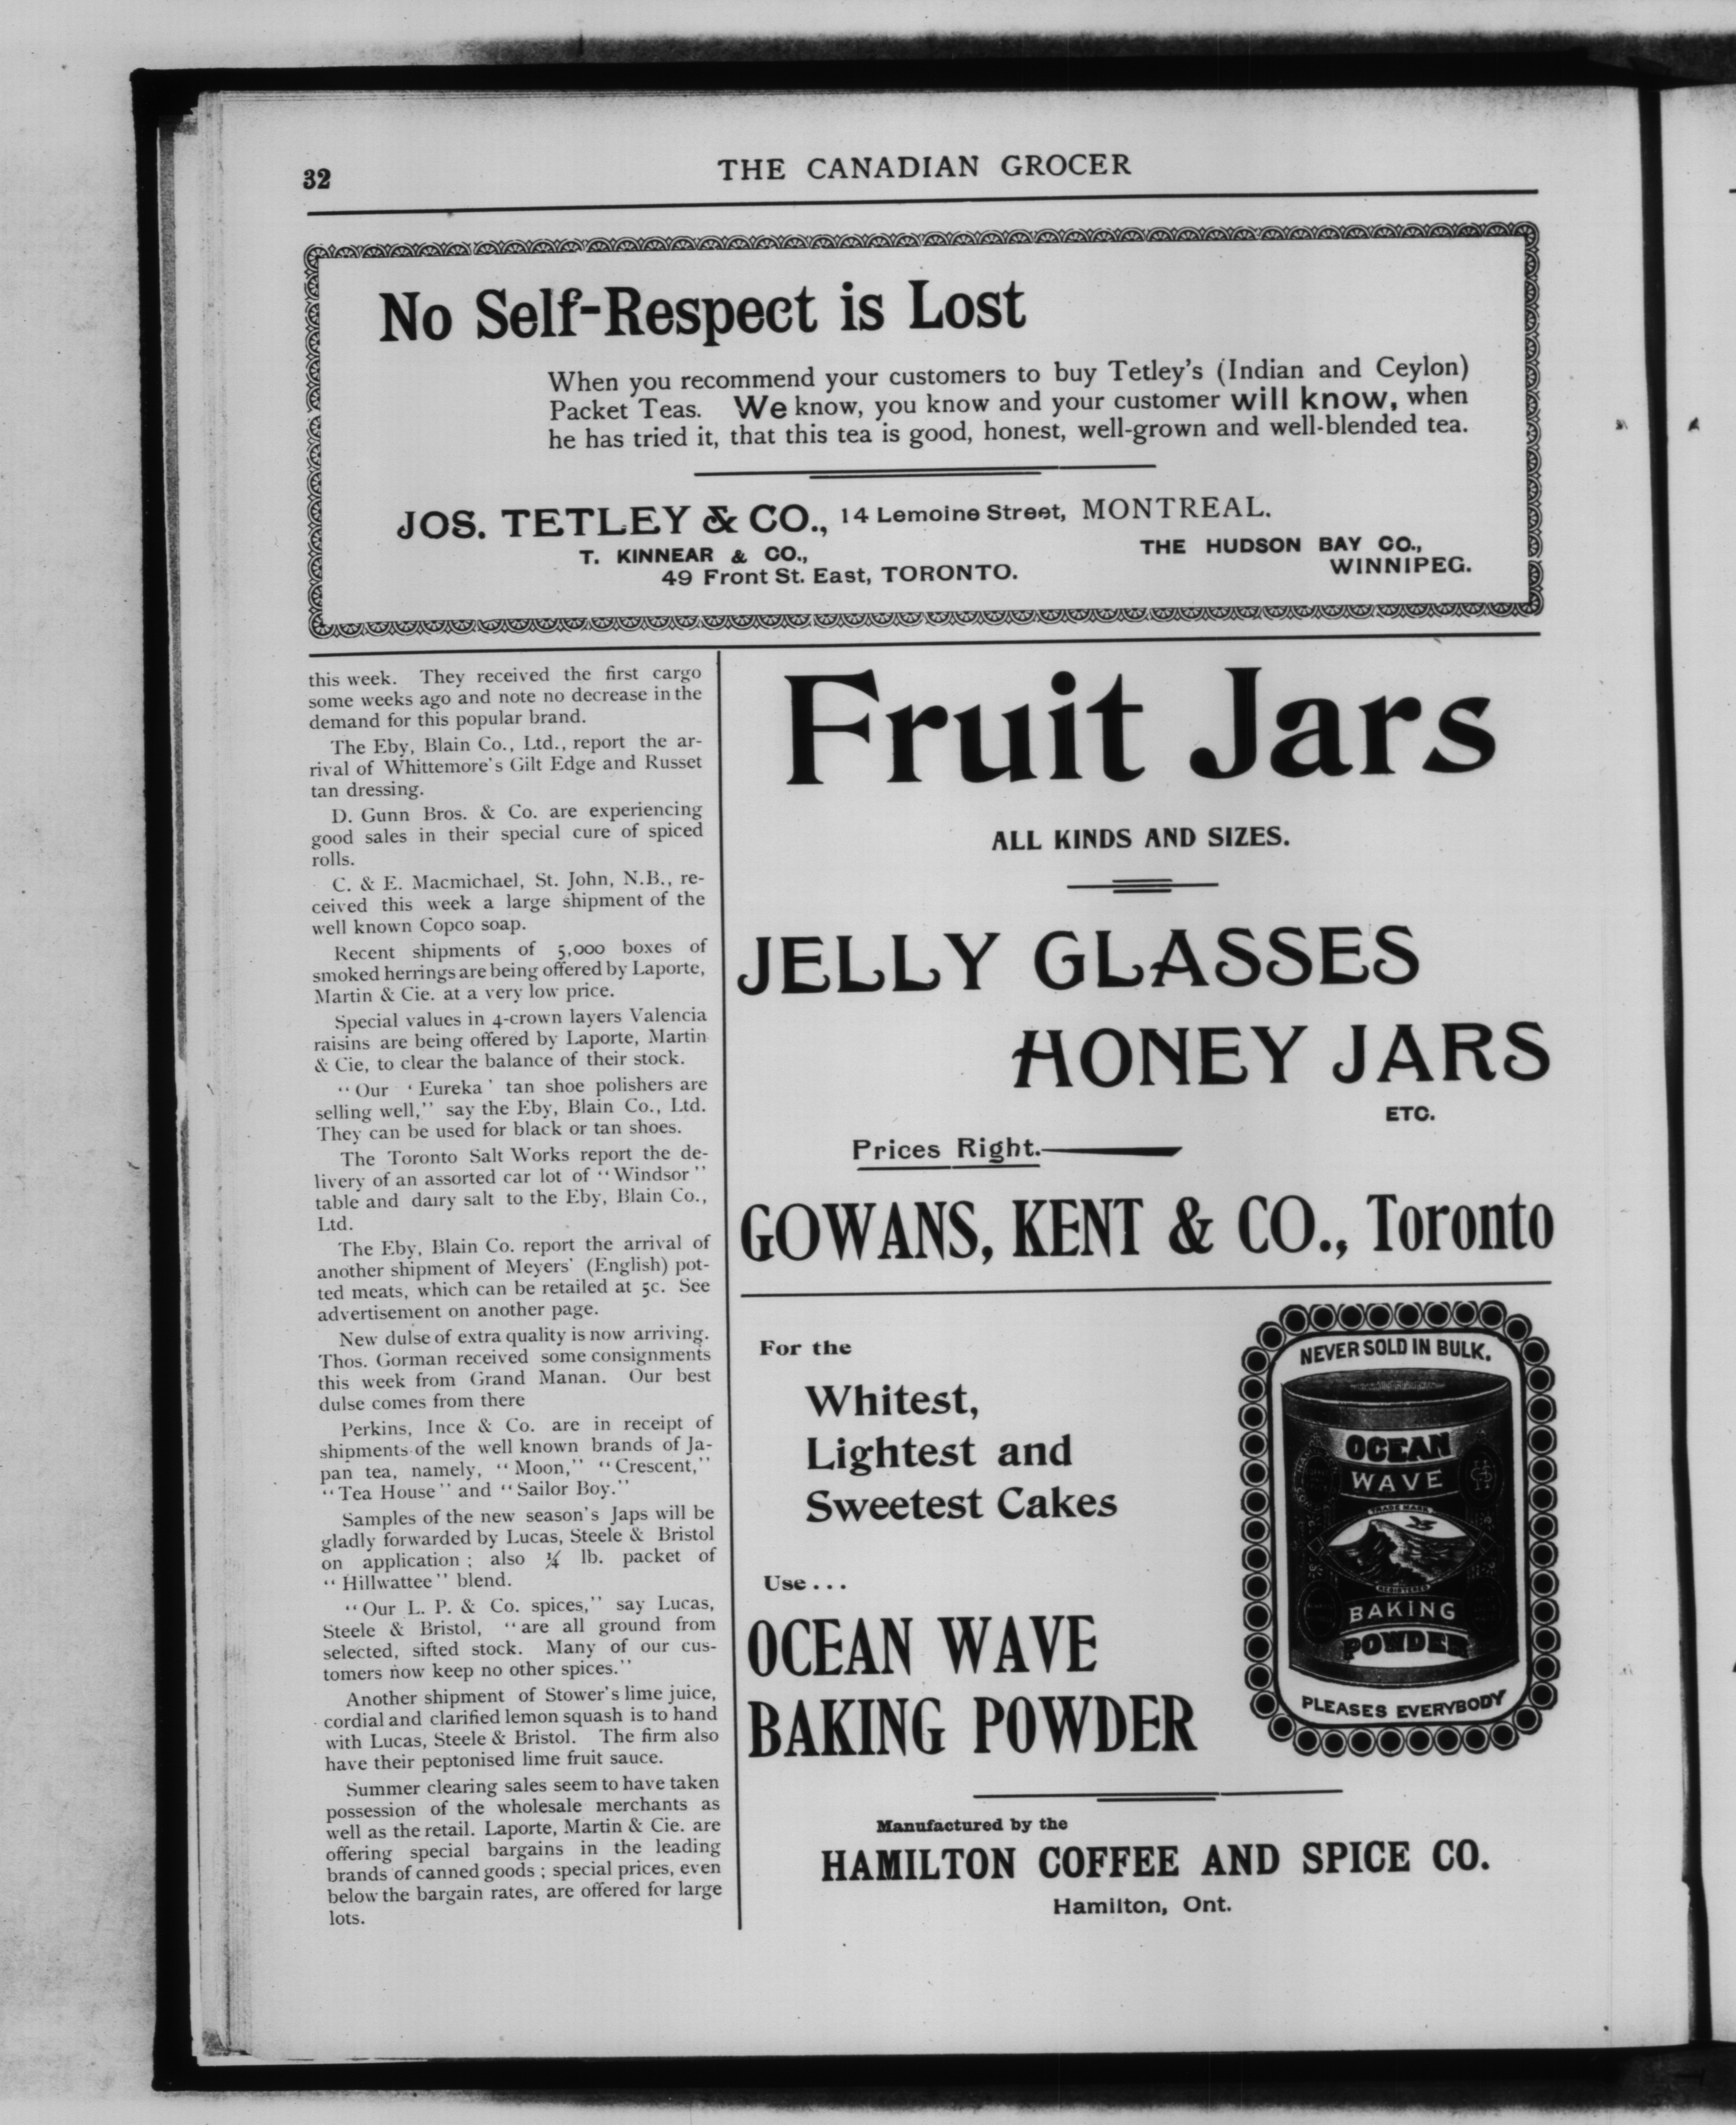 32
THE CANADIAN GROCER
No Self-Respect is Lost
When you recommend your customers to buy Tetley's (Indian and Ceylon)
Packet Teas. We know, you know and your customer will know, when
he has tried it, that this tea is good, honest, well-grown and well-blended tea.
JOS. TETLEY & CO., 14 Lemoine Street, MONTREAL.
T. KINNEAR & CO.,
49 Front St. East, TORONTO.
THE HUDSON BAY CO.,
WINNIPEG.
this week. They received the first cargo
some weeks ago and note no decrease in the
demand for this popular brand.
The Eby, Blain Co., Ltd., report the ar-
rival of Whittemore's Gilt Edge and Russet
tan dressing.
D. Gunn Bros. & Co. are experiencing
good sales in their special cure of spiced
rolls.
C. & E. Macmichael, St. John, N.B., re-
ceived this week a large shipment of the
well known Copco soap.
Recent shipments of 5,000 boxes of
smoked herrings are being offered by Laporte,
Martin & Cie. at a very low price.
Special values in 4-crown layers Valencia
raisins are being offered by Laporte, Martin
& Cie, to clear the balance of their stock.
"Our 'Eureka' tan shoe polishers are
selling well," say the Eby, Blain Co., Ltd.
They can be used for black or tan shoes.
The Toronto Salt Works report the de-
livery of an assorted car lot of "Windsor"
table and dairy salt to the Eby, Blain Co.,
Ltd.
The Eby, Blain Co. report the arrival of
another shipment of Meyers' (English) pot-
ted meats, which can be retailed at 5c. See
advertisement on another page.
New dulse of extra quality is now arriving.
Thos. Gorman received some consignments
this week from Grand Manan. Our best
dulse comes from there
Perkins, Ince & Co. are in receipt of
shipments of the well known brands of Ja-
pan tea, namely, "Moon," "Crescent,"
"Tea House" and "Sailor Boy."
Samples of the new season's Japs will be
gladly forwarded by Lucas, Steele & Bristol
on application ; also ¼ lb. packet of
"Hillwattee" blend.
"Our L. P. & Co. spices," say Lucas,
Steele & Bristol, "are all ground from
selected, sifted stock. Many of our cus-
tomers now keep no other spices."
Another shipment of Stower's lime juice,
cordial and clarified lemon squash is to hand
with Lucas, Steele & Bristol. The firm also
have their peptonised lime fruit sauce.
Summer clearing sales seem to have taken
possession of the wholesale merchants as
well as the retail. Laporte, Martin & Cie. are
offering special bargains in the leading
brands of canned goods ; special prices, even
below the bargain rates, are offered for large
lots.
Fruit Jars
ALL KINDS AND SIZES.
JELLY GLASSES
HONEY JARS
ETC.
Prices Right.
GOWANS, KENT & CO., Toronto
For the
Whitest,
Lightest and
Sweetest Cakes
Use...
OCEAN WAVE
BAKING POWDER
NEVER SOLD IN BULK.
OCEAN
WAVE
TRADE MARK
REGISTERED
BAKING
POWDER
PLEASES EVERYBODY
Manufactured by the
HAMILTON COFFEE AND SPICE CO.
Hamilton, Ont.